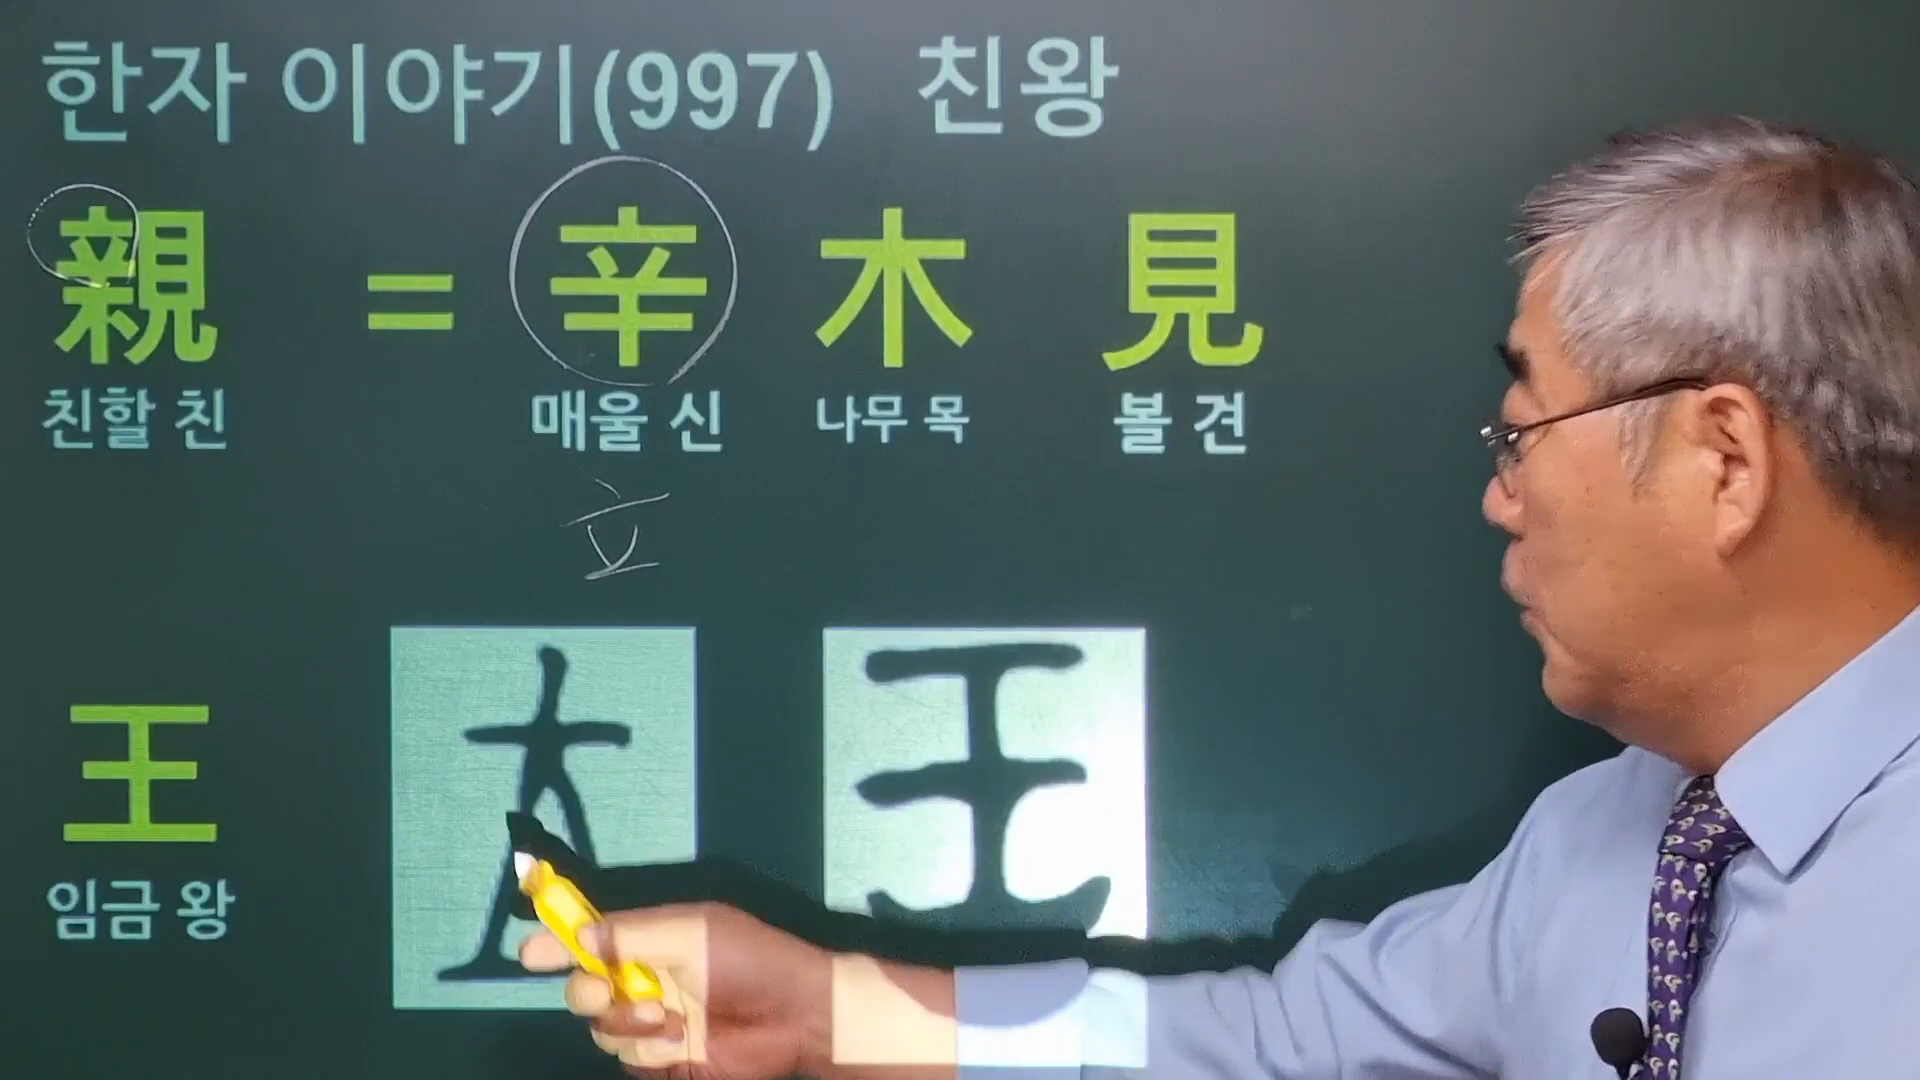 한자 이야기(997) 친왕
親 = 辛 木 見
친할 친 매울 신 나무 목 볼 견
立
王
임금 왕